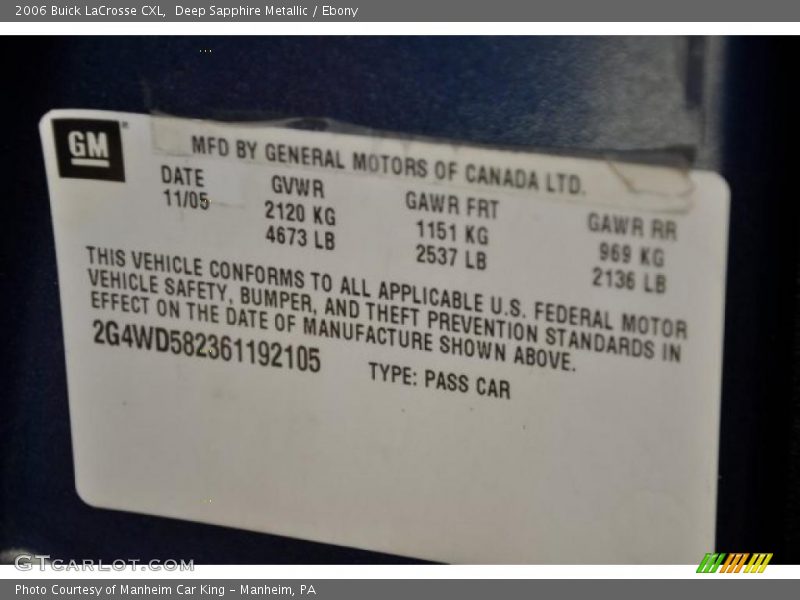 2006 Buick LaCrosse CXL, Deep Sapphire Metallic / Ebony
GM
MFD BY GENERAL MOTORS OF CANADA LTD.
DATE GVWR GAWR FRT GAWR RR
11/05 2120 KG 1151 KG 969 KG
4673 LB 2537 LB 2136 LB
THIS VEHICLE CONFORMS TO ALL APPLICABLE U.S. FEDERAL MOTOR
VEHICLE SAFETY, BUMPER, AND THEFT PREVENTION STANDARDS IN
EFFECT ON THE DATE OF MANUFACTURE SHOWN ABOVE.
2G4WD582361192105 TYPE: PASS CAR
GTCARLOT.COM
Photo Courtesy of Manheim Car King - Manheim, PA